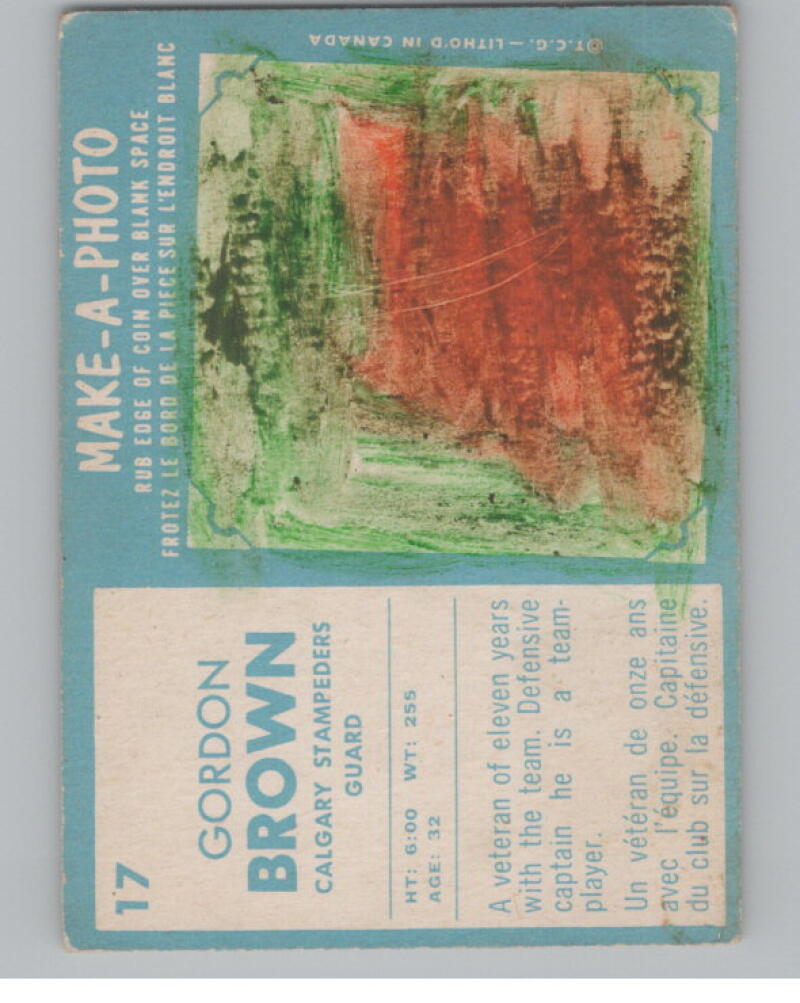 17
GORDON
BROWN
CALGARY STAMPEDERS
GUARD
HT: 6:00 WT: 255
AGE: 32
A veteran of eleven years
with the team. Defensive
captain he is a team-
player.
Un vétéran de onze ans
avec l'équipe. Capitaine
du club sur la défensive.
MAKE-A-PHOTO
RUB EDGE OF COIN OVER BLANK SPACE
FROTEZ LE BORD DE LA PIECE SUR L'ENDROIT BLANC
©T.C.G. — LITHO'D IN CANADA